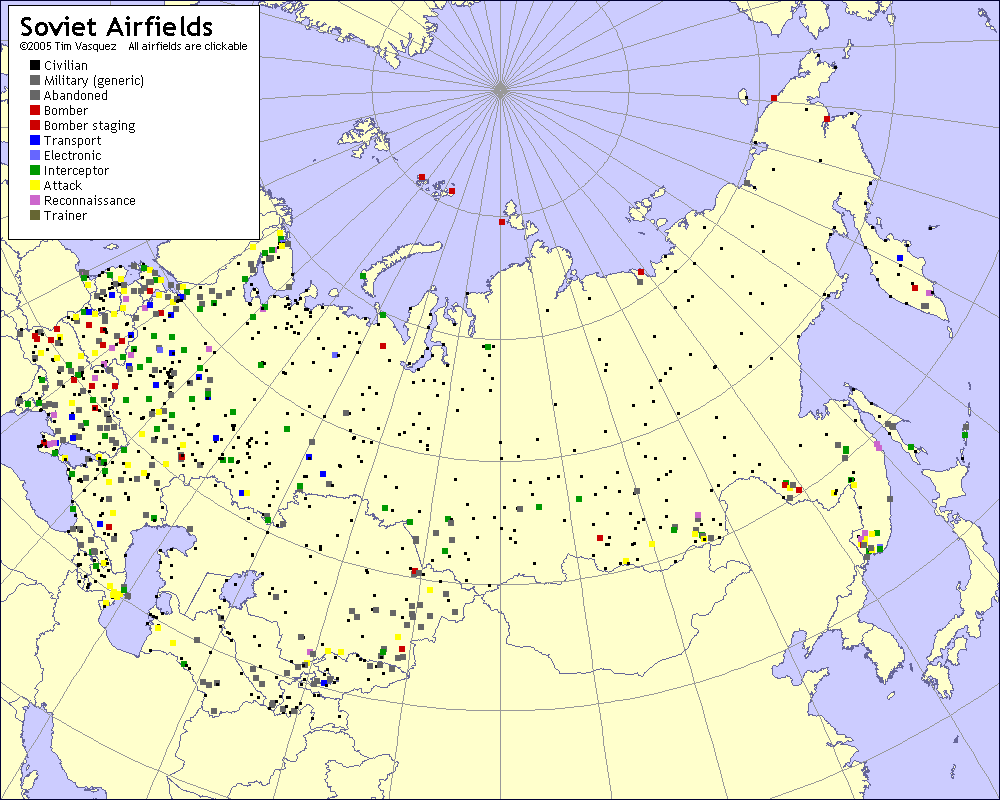 Soviet Airfields
©2005 Tim Vasquez All airfields are clickable
Civilian
Military (generic)
Abandoned
Bomber
Bomber staging
Transport
Electronic
Interceptor
Attack
Reconnaissance
Trainer